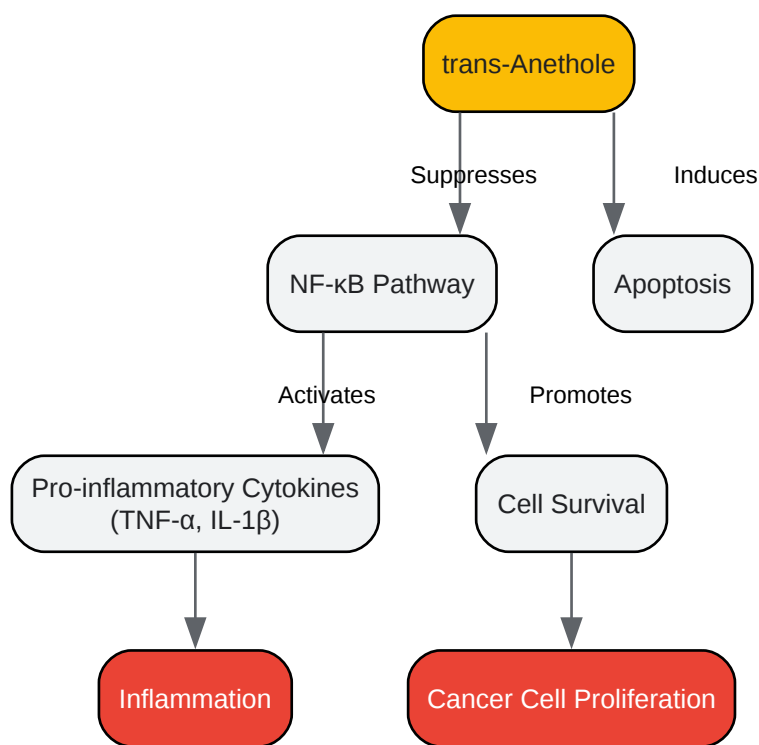 trans-Anethole
Suppresses
Induces
NF-κB Pathway
Apoptosis
Activates
Promotes
Pro-inflammatory Cytokines
(TNF-α, IL-1β)
Cell Survival
Inflammation
Cancer Cell Proliferation